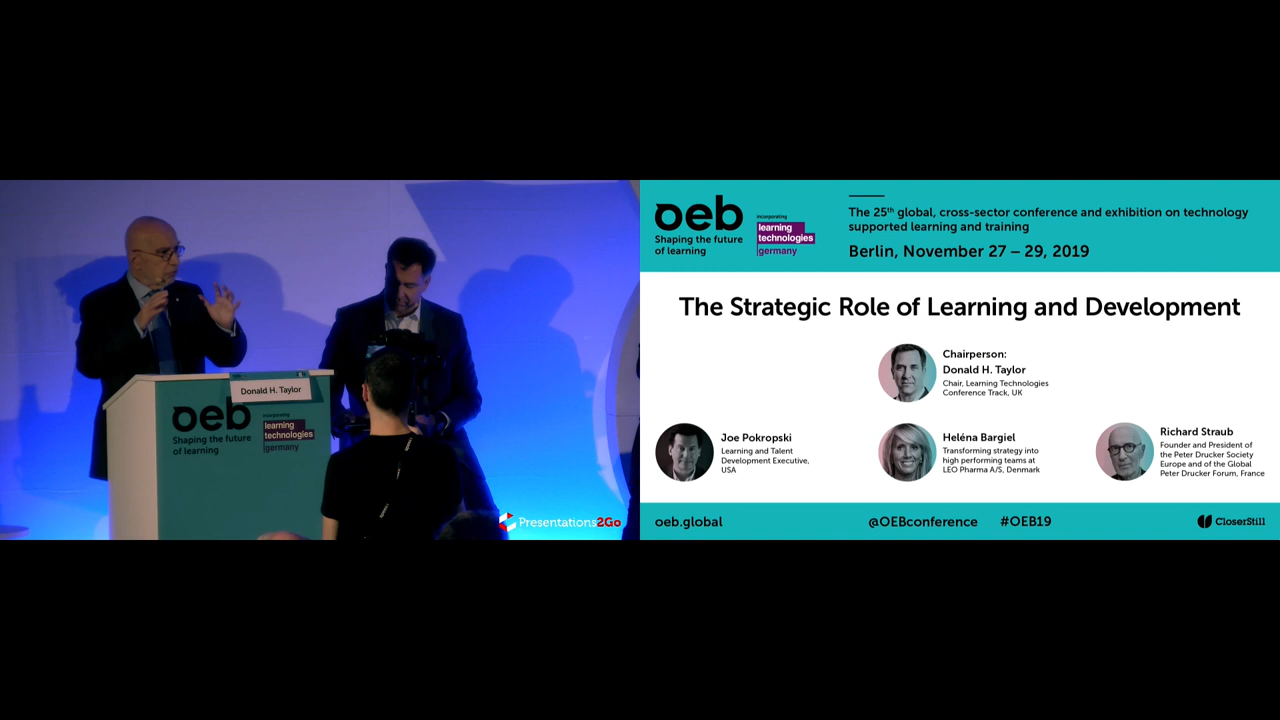 Donald H. Taylor
oeb
Shaping the future
of learning
incorporating
learning
technologies
germany
Presentations2Go
oeb
Shaping the future
of learning
incorporating
learning
technologies
germany
The 25th global, cross-sector conference and exhibition on technology
supported learning and training
Berlin, November 27 – 29, 2019
The Strategic Role of Learning and Development
Chairperson:
Donald H. Taylor
Chair, Learning Technologies
Conference Track, UK
Joe Pokropski
Learning and Talent
Development Executive,
USA
Heléna Bargiel
Transforming strategy into
high performing teams at
LEO Pharma A/S, Denmark
Richard Straub
Founder and President of
the Peter Drucker Society
Europe and of the Global
Peter Drucker Forum, France
oeb.global
@OEBconference
#OEB19
CloserStill